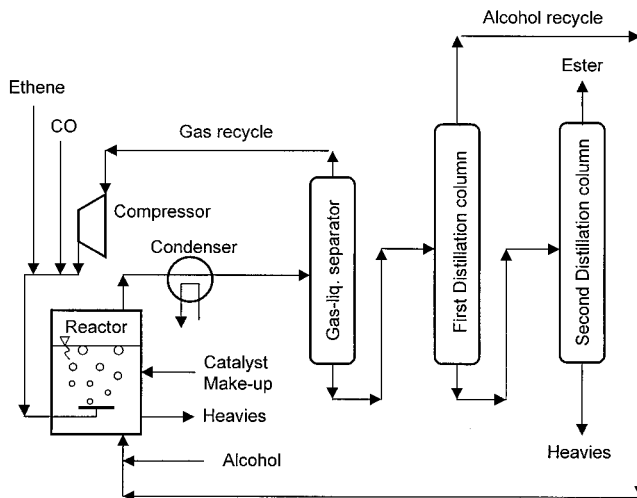 Alcohol recycle
Ethene
Ester
CO
Gas recycle
Compressor
Condenser
Gas-liq. separator
First Distillation column
Second Distillation column
Reactor
Catalyst
Make-up
Heavies
Alcohol
Heavies